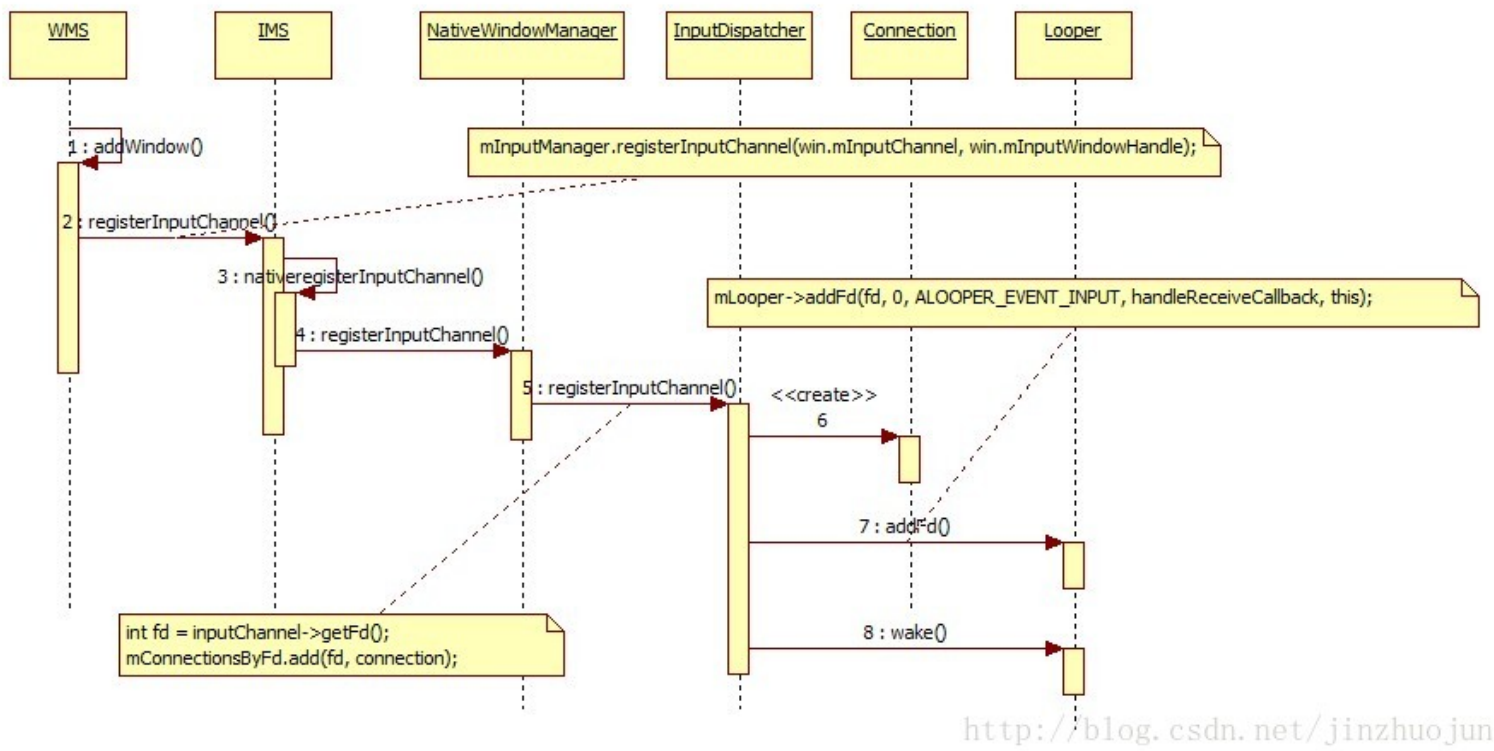 WMS
IMS
NativeWindowManager
InputDispatcher
Connection
Looper
1 : addWindow()
mInputManager.registerInputChannel(win.mInputChannel, win.mInputWindowHandle);
2 : registerInputChannel()
3 : nativeregisterInputChannel()
mLooper->addFd(fd, 0, ALOOPER_EVENT_INPUT, handleReceiveCallback, this);
4 : registerInputChannel()
5 : registerInputChannel()
<<create>>
6
7 : addFd()
int fd = inputChannel->getFd();
mConnectionsByFd.add(fd, connection);
8 : wake()
http://blog.csdn.net/jinzhuojun